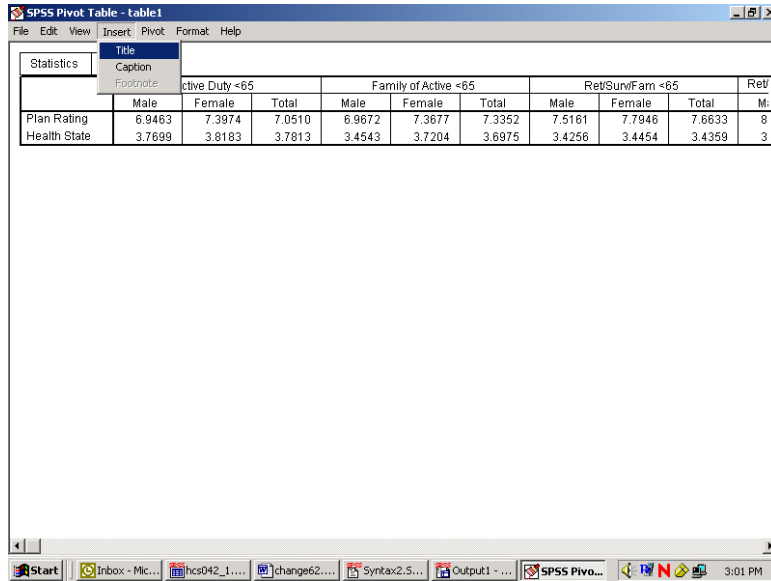 SPSS Pivot Table - table1
File Edit View Insert Pivot Format Help
Title
Caption
Footnote
Statistics
ctive Duty <65 Family of Active <65 Ret/Surv/Fam <65 Ret/
Male Female Total Male Female Total Male Female Total M
Plan Rating 6.9463 7.3974 7.0510 6.9672 7.3677 7.3352 7.5161 7.7946 7.6633 8
Health State 3.7699 3.8183 3.7813 3.4543 3.7204 3.6975 3.4256 3.4454 3.4359 3
Start Inbox - Mic... hcs042_1.... change62.... Syntax2.S... Output1 - ... SPSS Pivo... N 3:01 PM